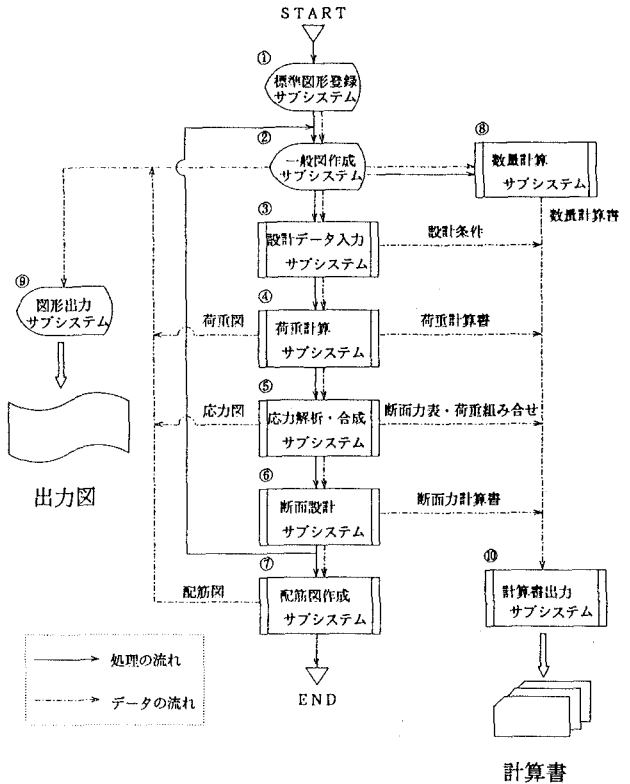 START
①
標準図形登録
サブシステム
②
一般図作成
サブシステム
⑧
数量計算
サブシステム
数量計算書
③
設計データ入力
サブシステム
設計条件
⑨
図形出力
サブシステム
④
荷重図
荷重計算
サブシステム
荷重計算書
⑤
応力図
応力解析・合成
サブシステム
断面力表・荷重組み合せ
出力図
⑥
断面設計
サブシステム
断面力計算書
⑦
配筋図
配筋図作成
サブシステム
⑩
計算書出力
サブシステム
処理の流れ
データの流れ
END
計算書